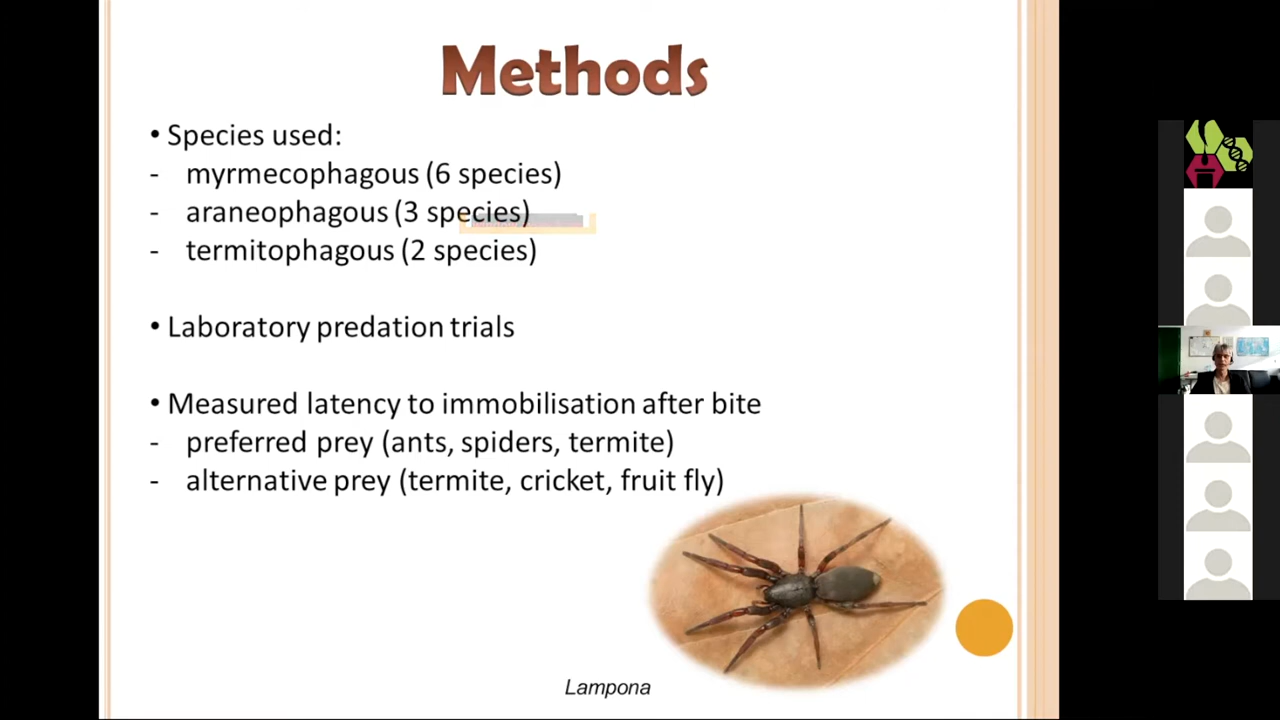 Methods
• Species used:
- myrmecophagous (6 species)
- araneophagous (3 species)
- termitophagous (2 species)
• Laboratory predation trials
• Measured latency to immobilisation after bite
- preferred prey (ants, spiders, termite)
- alternative prey (termite, cricket, fruit fly)
Lampona